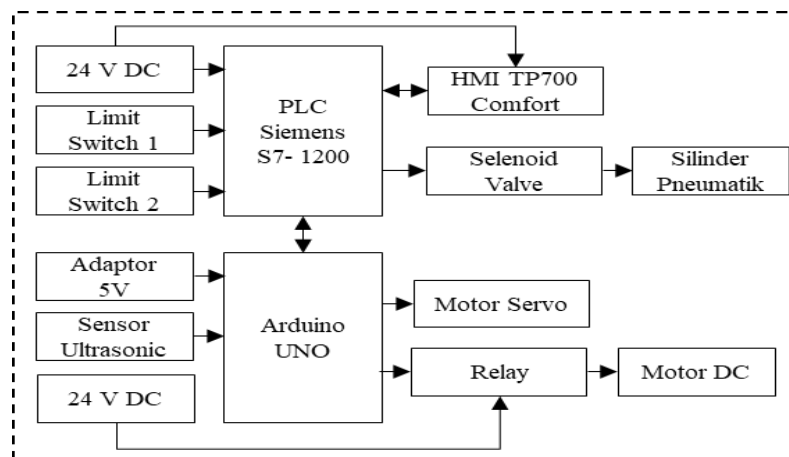 24 V DC
Limit
Switch 1
Limit
Switch 2
PLC
Siemens
S7- 1200
HMI TP700
Comfort
Selenoid
Valve
Silinder
Pneumatik
Adaptor
5V
Sensor
Ultrasonic
24 V DC
Arduino
UNO
Motor Servo
Relay
Motor DC